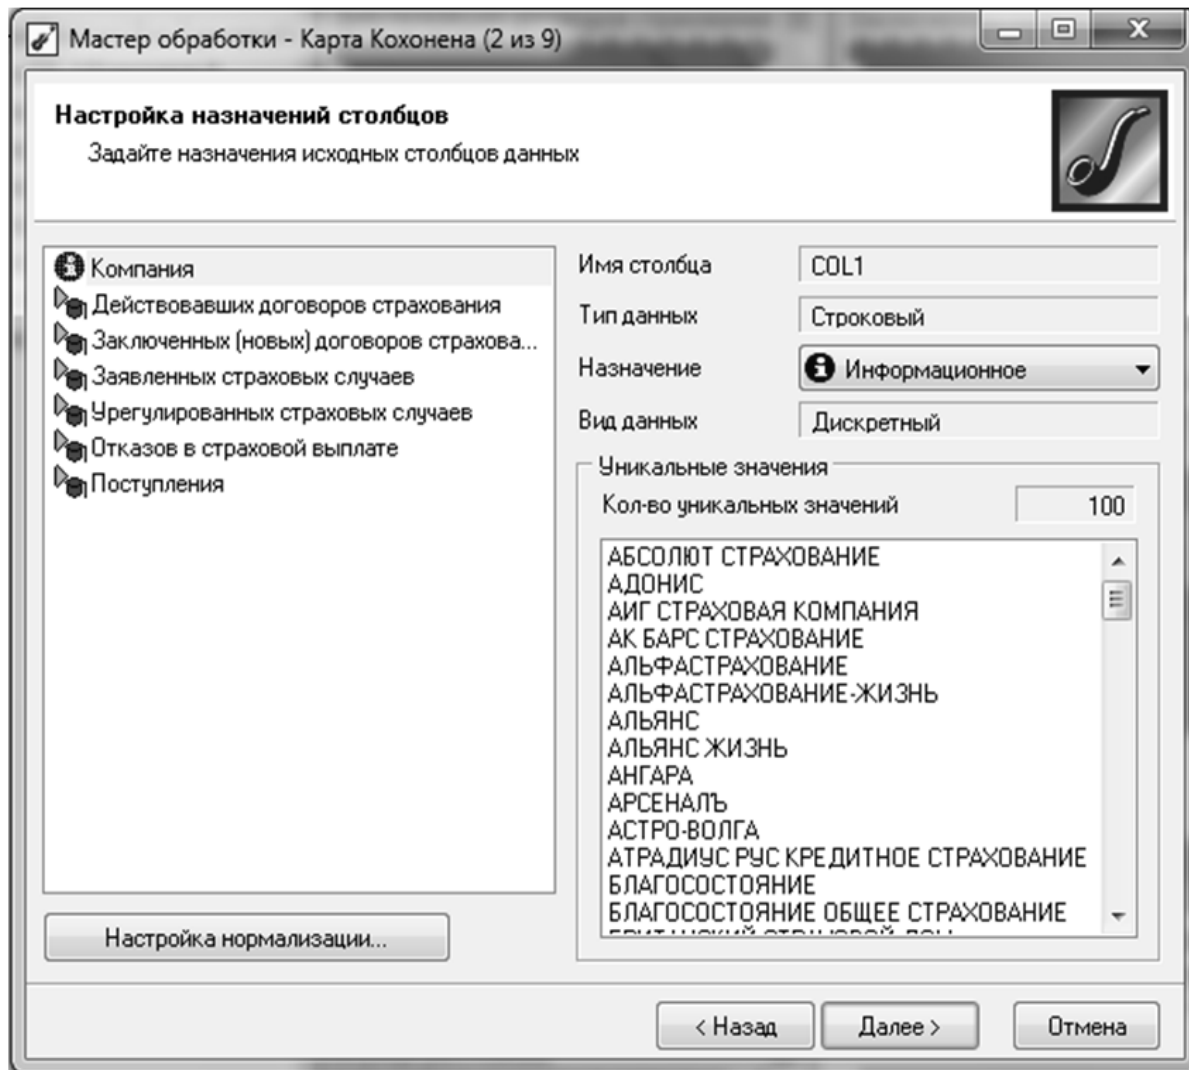 Мастер обработки - Карта Кохонена (2 из 9)
Настройка назначений столбцов
Задайте назначения исходных столбцов данных
Компания
Действовавших договоров страхования
Заключенных (новых) договоров страхова...
Заявленных страховых случаев
Урегулированных страховых случаев
Отказов в страховой выплате
Поступления
Настройка нормализации...
Имя столбца COL1
Тип данных Строковый
Назначение Информационное
Вид данных Дискретный
Уникальные значения
Кол-во уникальных значений 100
АБСОЛЮТ СТРАХОВАНИЕ
АДОНИС
АИГ СТРАХОВАЯ КОМПАНИЯ
АК БАРС СТРАХОВАНИЕ
АЛЬФАСТРАХОВАНИЕ
АЛЬФАСТРАХОВАНИЕ-ЖИЗНЬ
АЛЬЯНС
АЛЬЯНС ЖИЗНЬ
АНГАРА
АРСЕНАЛЪ
АСТРО-ВОЛГА
АТРАДИУС РУС КРЕДИТНОЕ СТРАХОВАНИЕ
БЛАГОСОСТОЯНИЕ
БЛАГОСОСТОЯНИЕ ОБЩЕЕ СТРАХОВАНИЕ
< Назад Далее > Отмена